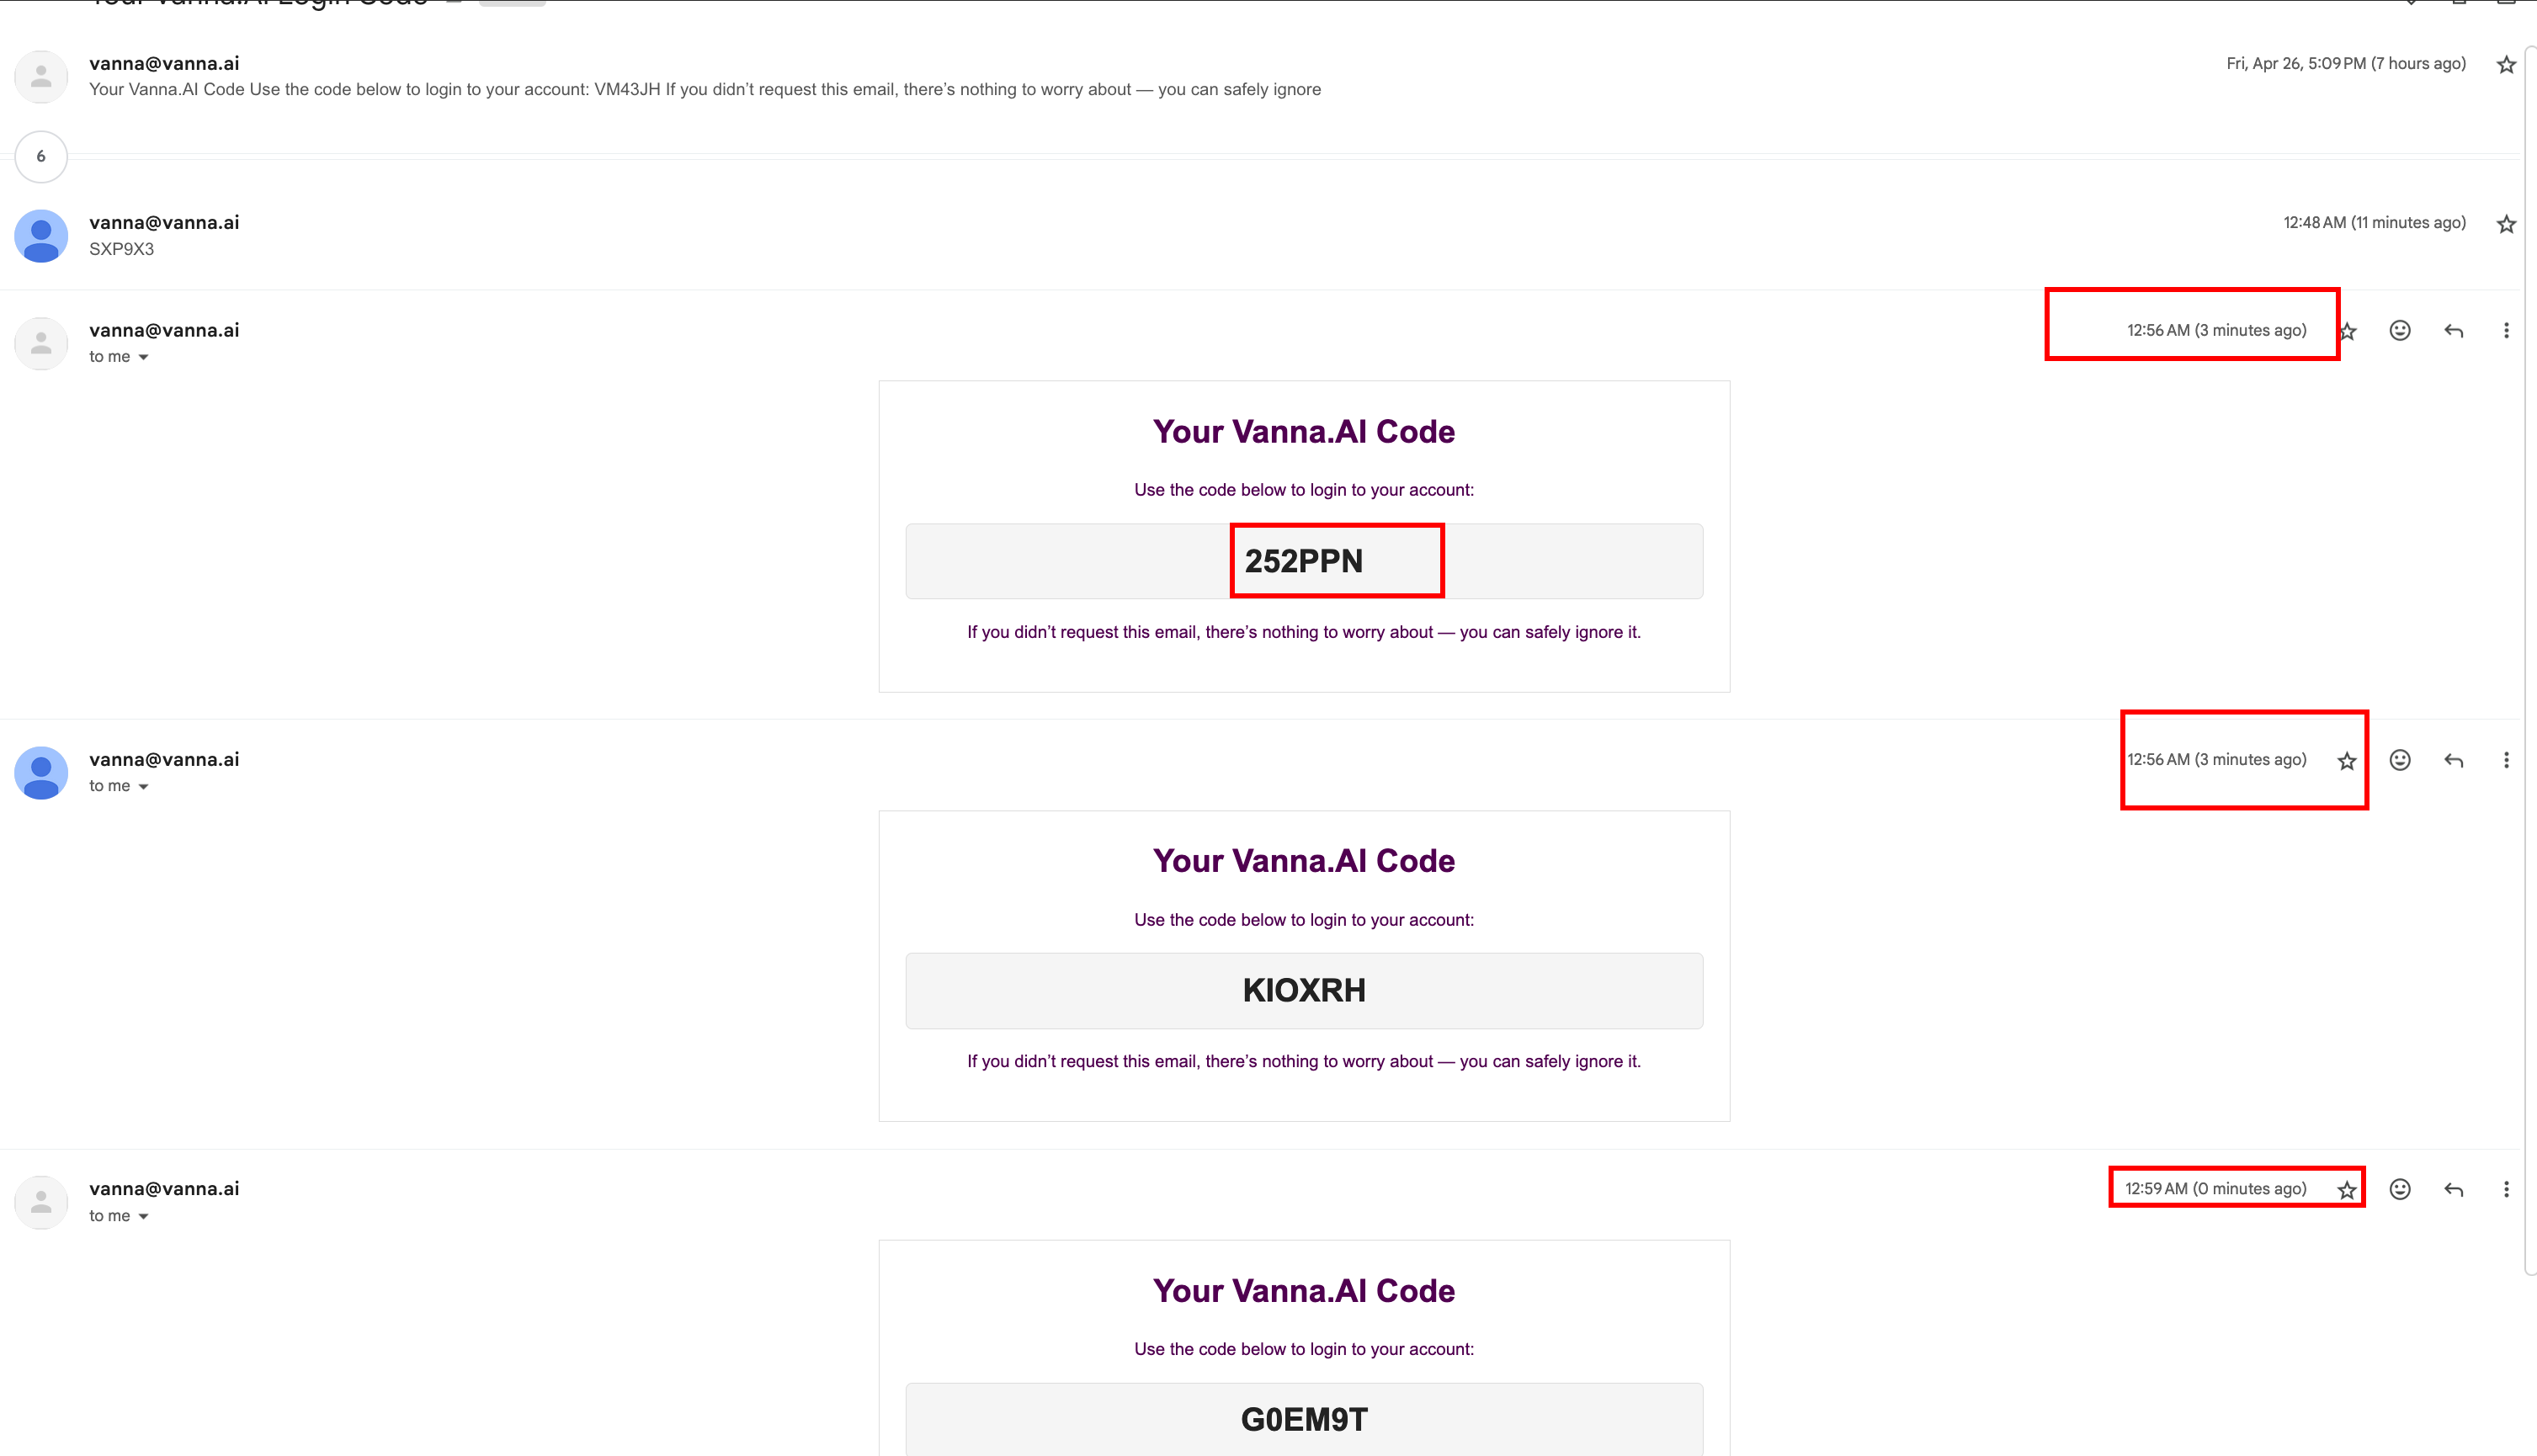 Your Vanna.AI Login Code
vanna@vanna.ai
Fri, Apr 26, 5:09 PM (7 hours ago)
Your Vanna.AI Code Use the code below to login to your account: VM43JH If you didn’t request this email, there’s nothing to worry about — you can safely ignore
6
vanna@vanna.ai
12:48 AM (11 minutes ago)
SXP9X3
vanna@vanna.ai
12:56 AM (3 minutes ago)
to me
Your Vanna.AI Code
Use the code below to login to your account:
252PPN
If you didn’t request this email, there’s nothing to worry about — you can safely ignore it.
vanna@vanna.ai
12:56 AM (3 minutes ago)
to me
Your Vanna.AI Code
Use the code below to login to your account:
KIOXRH
If you didn’t request this email, there’s nothing to worry about — you can safely ignore it.
vanna@vanna.ai
12:59 AM (0 minutes ago)
to me
Your Vanna.AI Code
Use the code below to login to your account:
G0EM9T